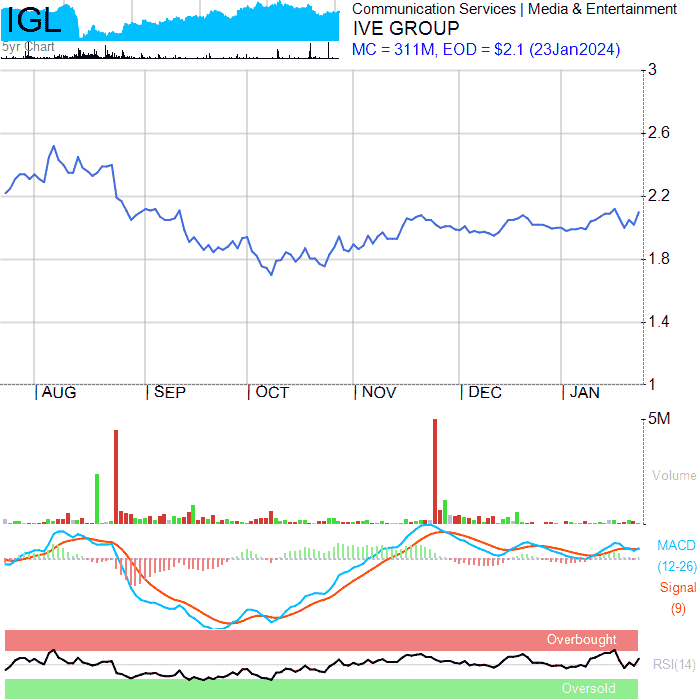 IGL
Communication Services | Media & Entertainment
IVE GROUP
5yr Chart
MC = 311M, EOD = $2.1 (23Jan2024)
3
2.6
2.2
1.8
1.4
1
|AUG |SEP |OCT |NOV |DEC |JAN
5M
Volume
MACD
(12-26)
Signal
(9)
Overbought
RSI(14)
Oversold